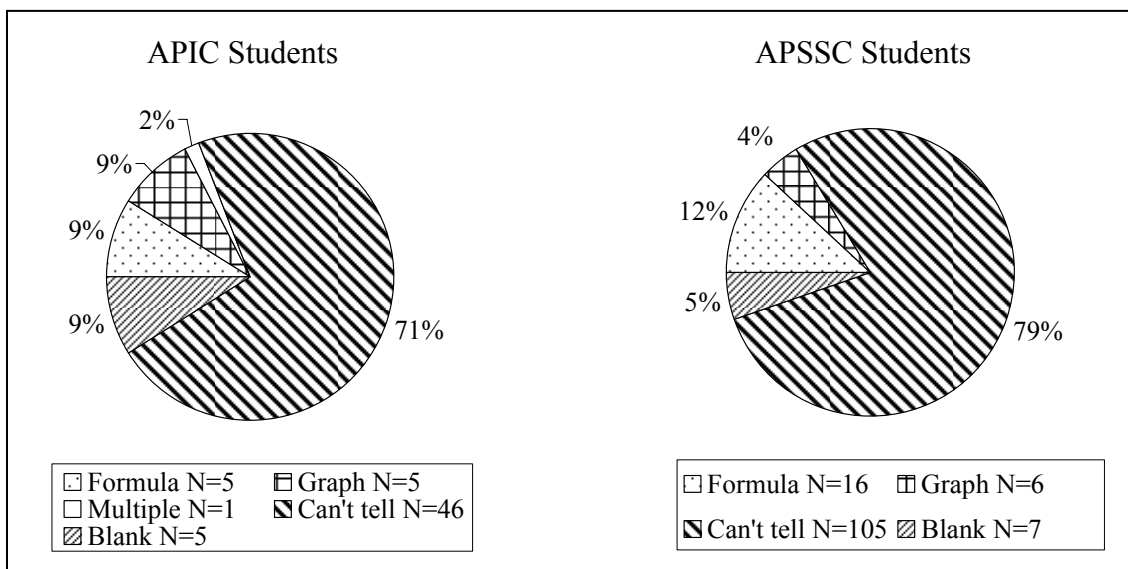 APIC Students
2%
9%
9%
9%
71%
Formula N=5 Graph N=5
Multiple N=1 Can't tell N=46
Blank N=5
APSSC Students
4%
12%
5%
79%
Formula N=16 Graph N=6
Can't tell N=105 Blank N=7